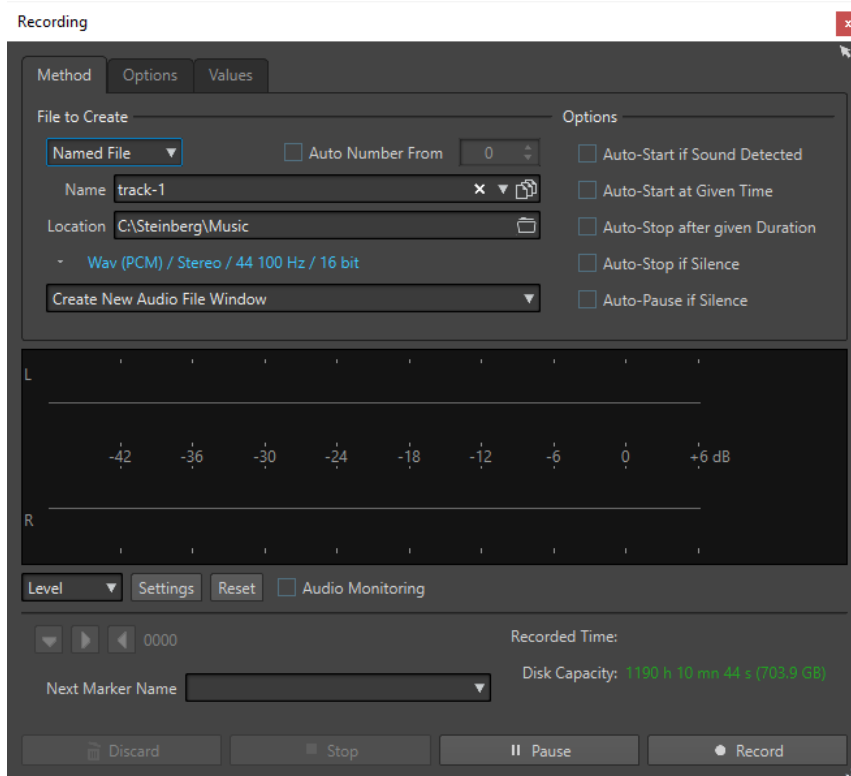 Recording
x
Method Options Values
File to Create Options
Named File Auto Number From 0 Auto-Start if Sound Detected
Name track-1 Auto-Start at Given Time
Location C:\Steinberg\Music Auto-Stop after given Duration
Wav (PCM) / Stereo / 44 100 Hz / 16 bit Auto-Stop if Silence
Create New Audio File Window Auto-Pause if Silence
L
-42 -36 -30 -24 -18 -12 -6 0 +6 dB
R
Level Settings Reset Audio Monitoring
0000 Recorded Time:
Disk Capacity: 1190 h 10 mn 44 s (703.9 GB)
Next Marker Name
Discard Stop Pause Record